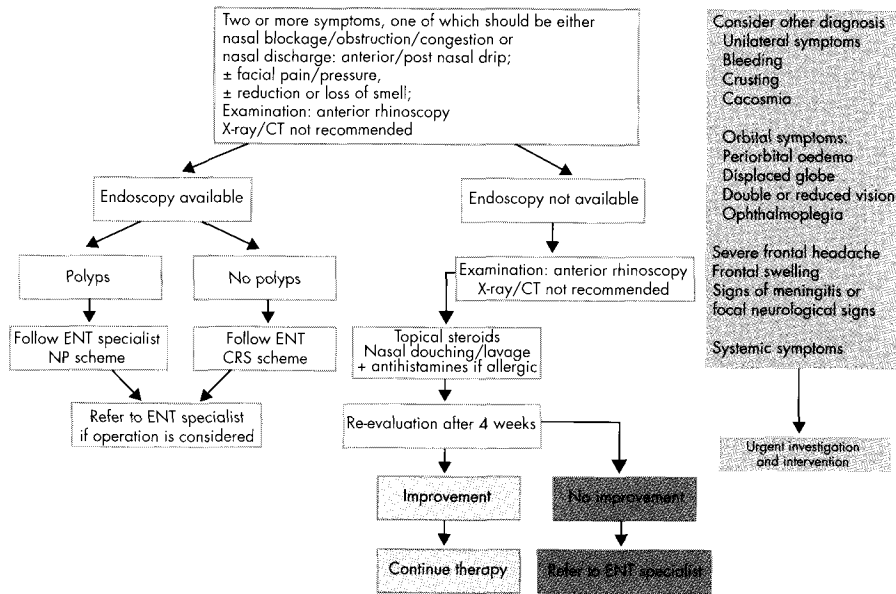 Two or more symptoms, one of which should be either
nasal blockage/obstruction/congestion or
nasal discharge: anterior/post nasal drip;
± facial pain/pressure,
± reduction or loss of smell;
Examination: anterior rhinoscopy
X-ray/CT not recommended
Endoscopy available
Endoscopy not available
Polyps
No polyps
Examination: anterior rhinoscopy
X-ray/CT not recommended
Follow ENT specialist
NP scheme
Follow ENT
CRS scheme
Topical steroids
Nasal douching/lavage
+ antihistamines if allergic
Refer to ENT specialist
if operation is considered
Re-evaluation after 4 weeks
Improvement
No improvement
Continue therapy
Refer to ENT specialist
Consider other diagnosis
Unilateral symptoms
Bleeding
Crusting
Cacosmia
Orbital symptoms:
Periorbital oedema
Displaced globe
Double or reduced vision
Ophthalmoplegia
Severe frontal headache
Frontal swelling
Signs of meningitis or
focal neurological signs
Systemic symptoms
Urgent investigation
and intervention